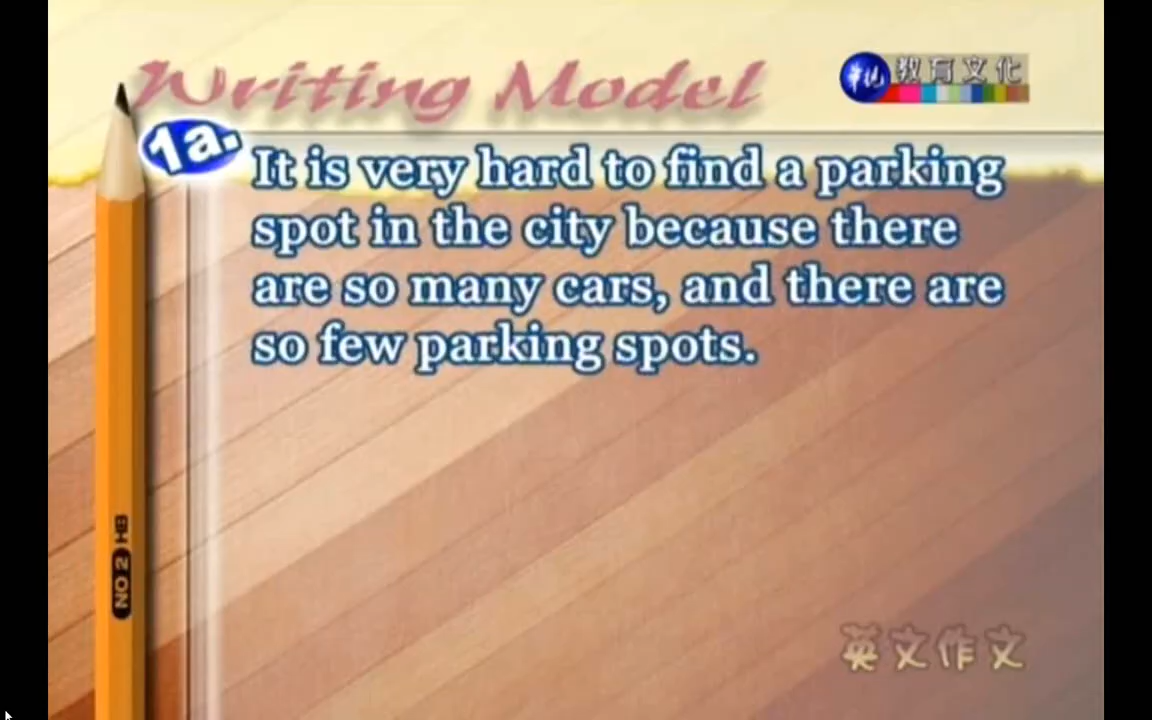 Writing Model
華視 教育文化
1a. It is very hard to find a parking
spot in the city because there
are so many cars, and there are
so few parking spots.
NO 2 HB
英文作文